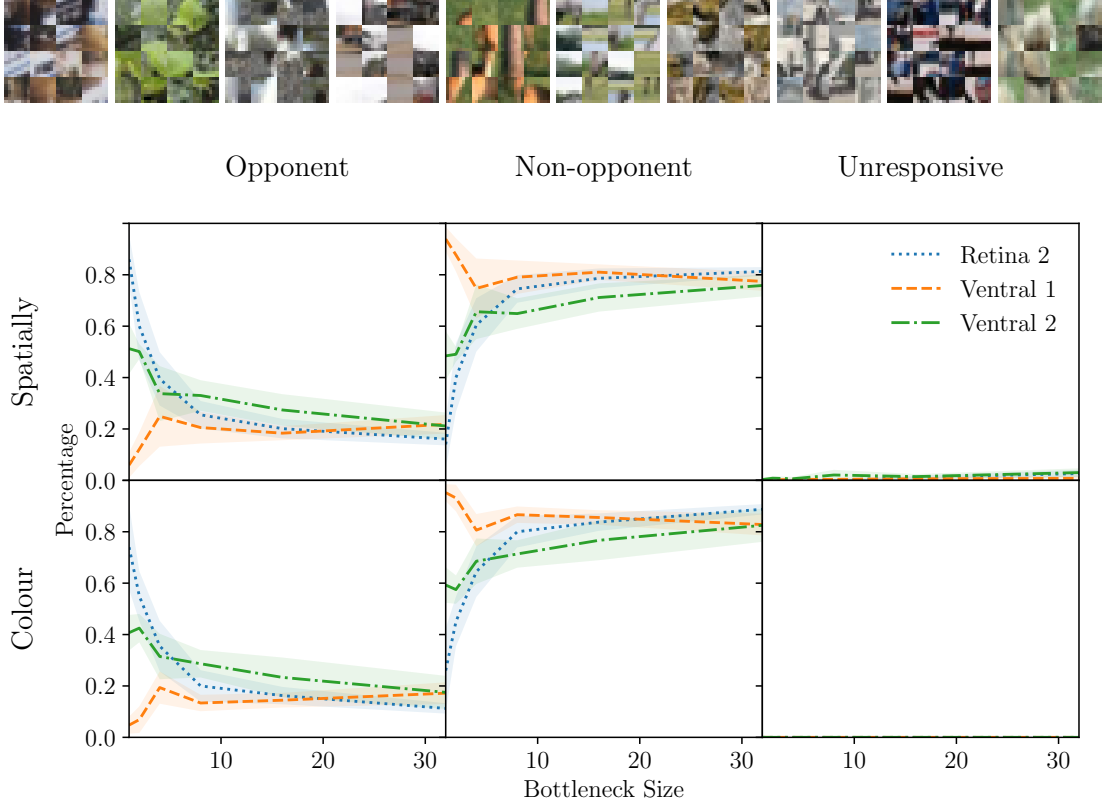 Opponent Non-opponent Unresponsive
Spatially
Colour
Percentage
0.8
0.6
0.4
0.2
0.0
0.8
0.6
0.4
0.2
0.0
Retina 2
Ventral 1
Ventral 2
10 20 30 10 20 30 10 20 30
Bottleneck Size